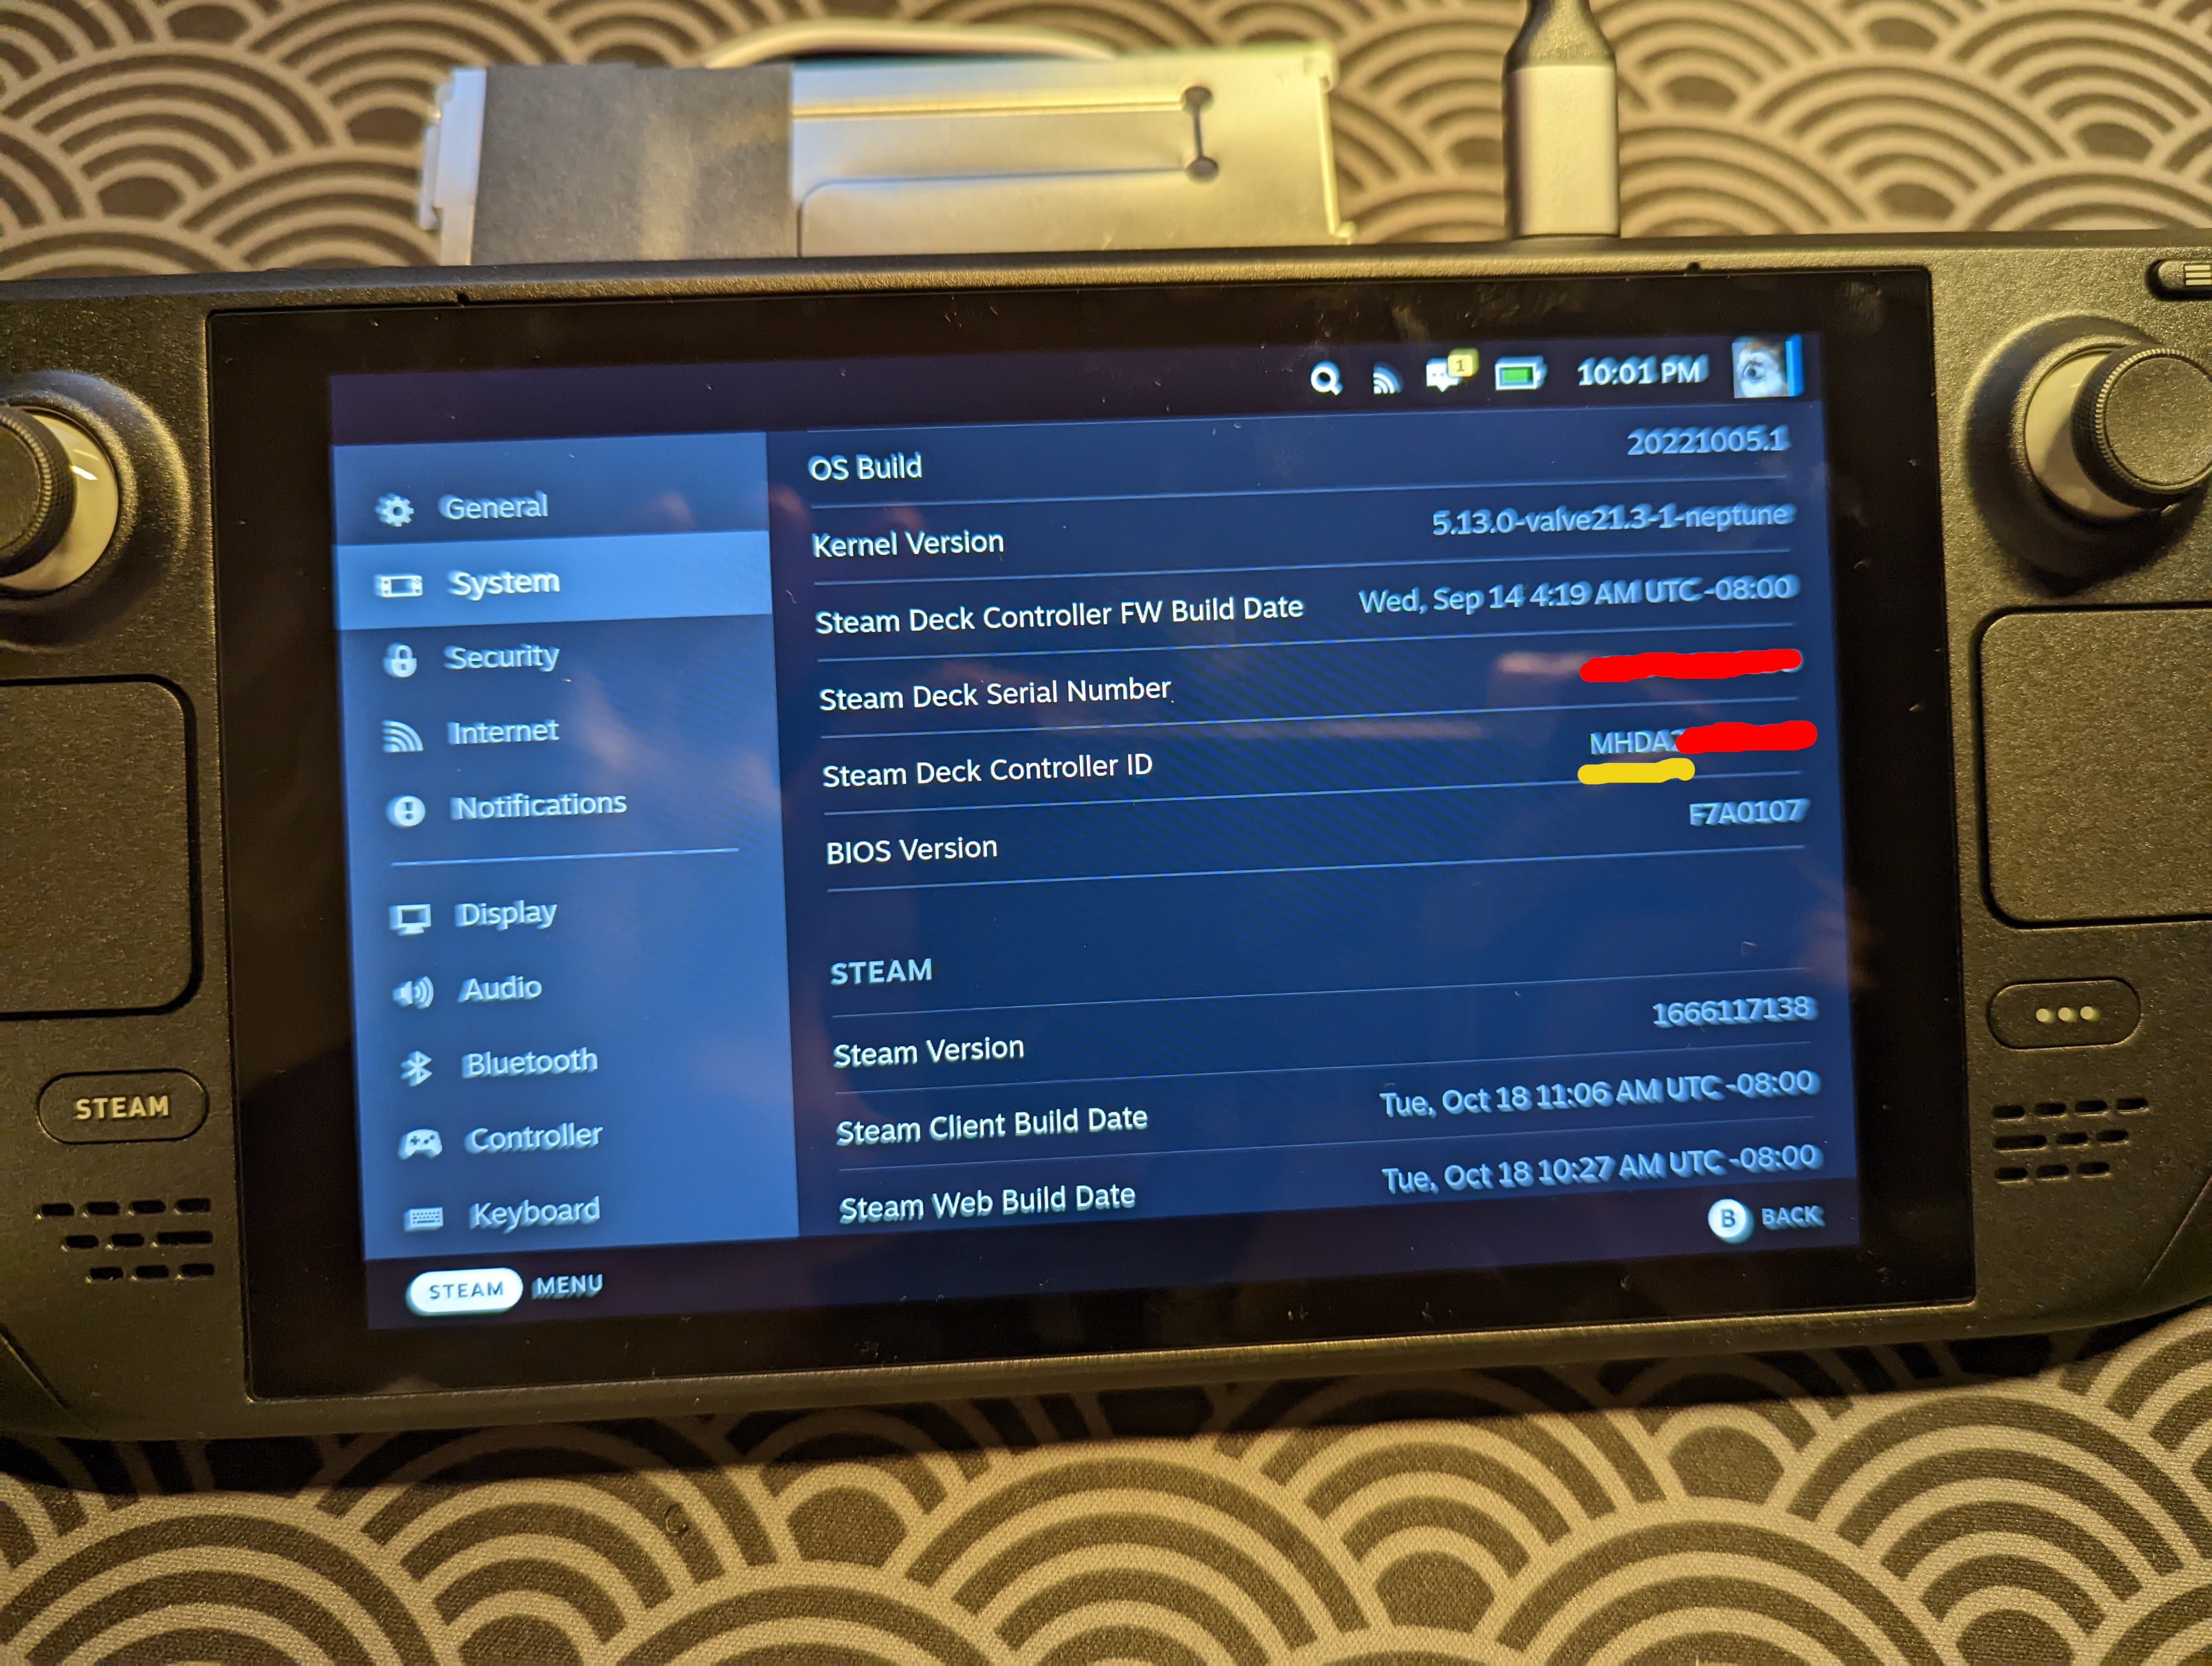 1
10:01 PM
General
System
Security
Internet
Notifications
Display
Audio
Bluetooth
Controller
Keyboard
OS Build 20221005.1
Kernel Version 5.13.0-valve21.3-1-neptune
Steam Deck Controller FW Build Date Wed, Sep 14 4:19 AM UTC -08:00
Steam Deck Serial Number
Steam Deck Controller ID MHDA2
BIOS Version F7A0107
STEAM
Steam Version 1666117138
Steam Client Build Date Tue, Oct 18 11:06 AM UTC -08:00
Steam Web Build Date Tue, Oct 18 10:27 AM UTC -08:00
STEAM MENU
B BACK
STEAM